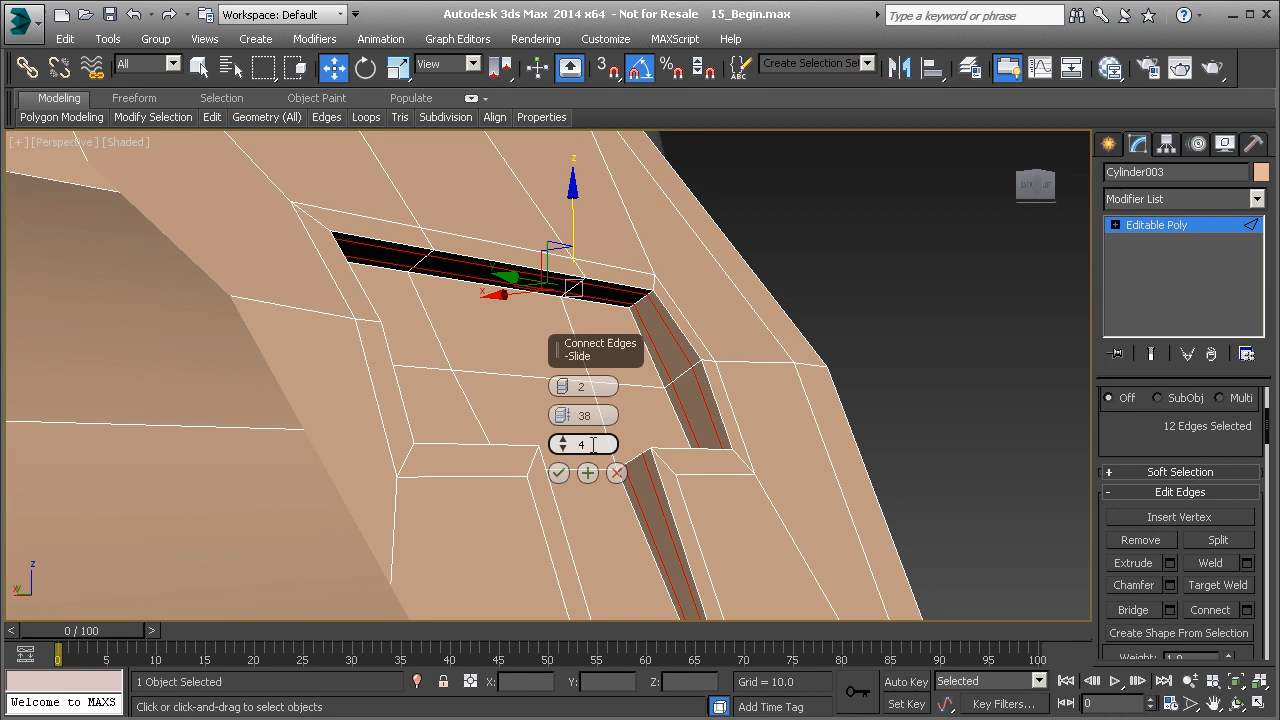 Workspace: Default
Autodesk 3ds Max 2014 x64 - Not for Resale 15_Begin.max
Type a keyword or phrase
Edit Tools Group Views Create Modifiers Animation Graph Editors Rendering Customize MAXScript Help
All View 3 % ABC Create Selection Se
Modeling Freeform Selection Object Paint Populate
Polygon Modeling Modify Selection Edit Geometry (All) Edges Loops Tris Subdivision Align Properties
[+] [Perspective] [Shaded]
Cylinder003
Modifier List
Editable Poly
z
x
Connect Edges
-Slide
2
38
4
Off SubObj Multi
12 Edges Selected
+ Soft Selection
- Edit Edges
Insert Vertex
Remove Split
Extrude Weld
Chamfer Target Weld
Bridge Connect
Create Shape From Selection
Weight: 1.0
z
x y
< 0 / 100 >
0 5 10 15 20 25 30 35 40 45 50 55 60 65 70 75 80 85 90 95 100
1 Object Selected X: Y: Z: Grid = 10.0 Auto Key Selected
Welcome to MAXS Click or click-and-drag to select objects Add Time Tag Set Key Key Filters... 0